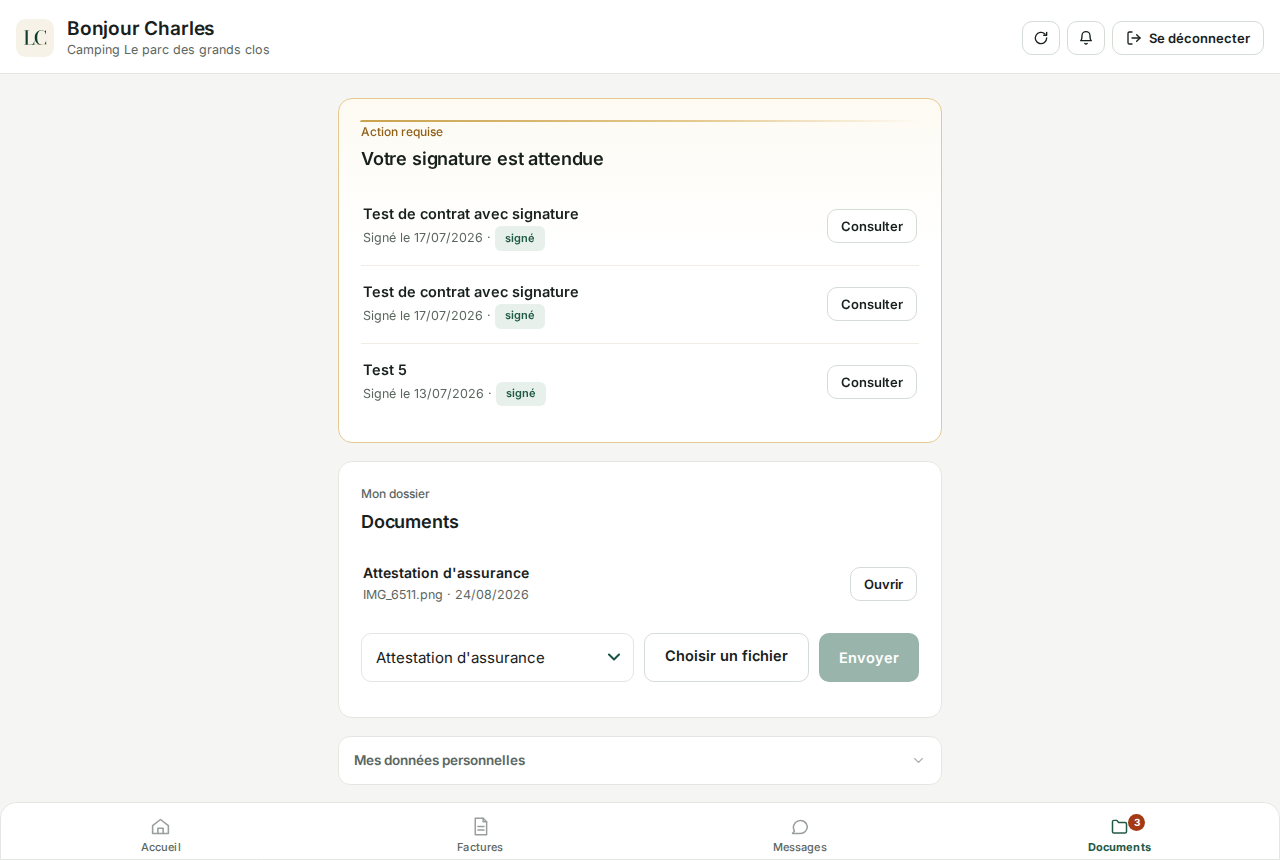 LC
Bonjour Charles
Camping Le parc des grands clos
Se déconnecter
Action requise
Votre signature est attendue
Test de contrat avec signature
Signé le 17/07/2026 · signé
Consulter
Test de contrat avec signature
Signé le 17/07/2026 · signé
Consulter
Test 5
Signé le 13/07/2026 · signé
Consulter
Mon dossier
Documents
Attestation d'assurance
IMG_6511.png · 24/08/2026
Ouvrir
Attestation d'assurance
Choisir un fichier
Envoyer
Mes données personnelles
Accueil
Factures
Messages
3
Documents